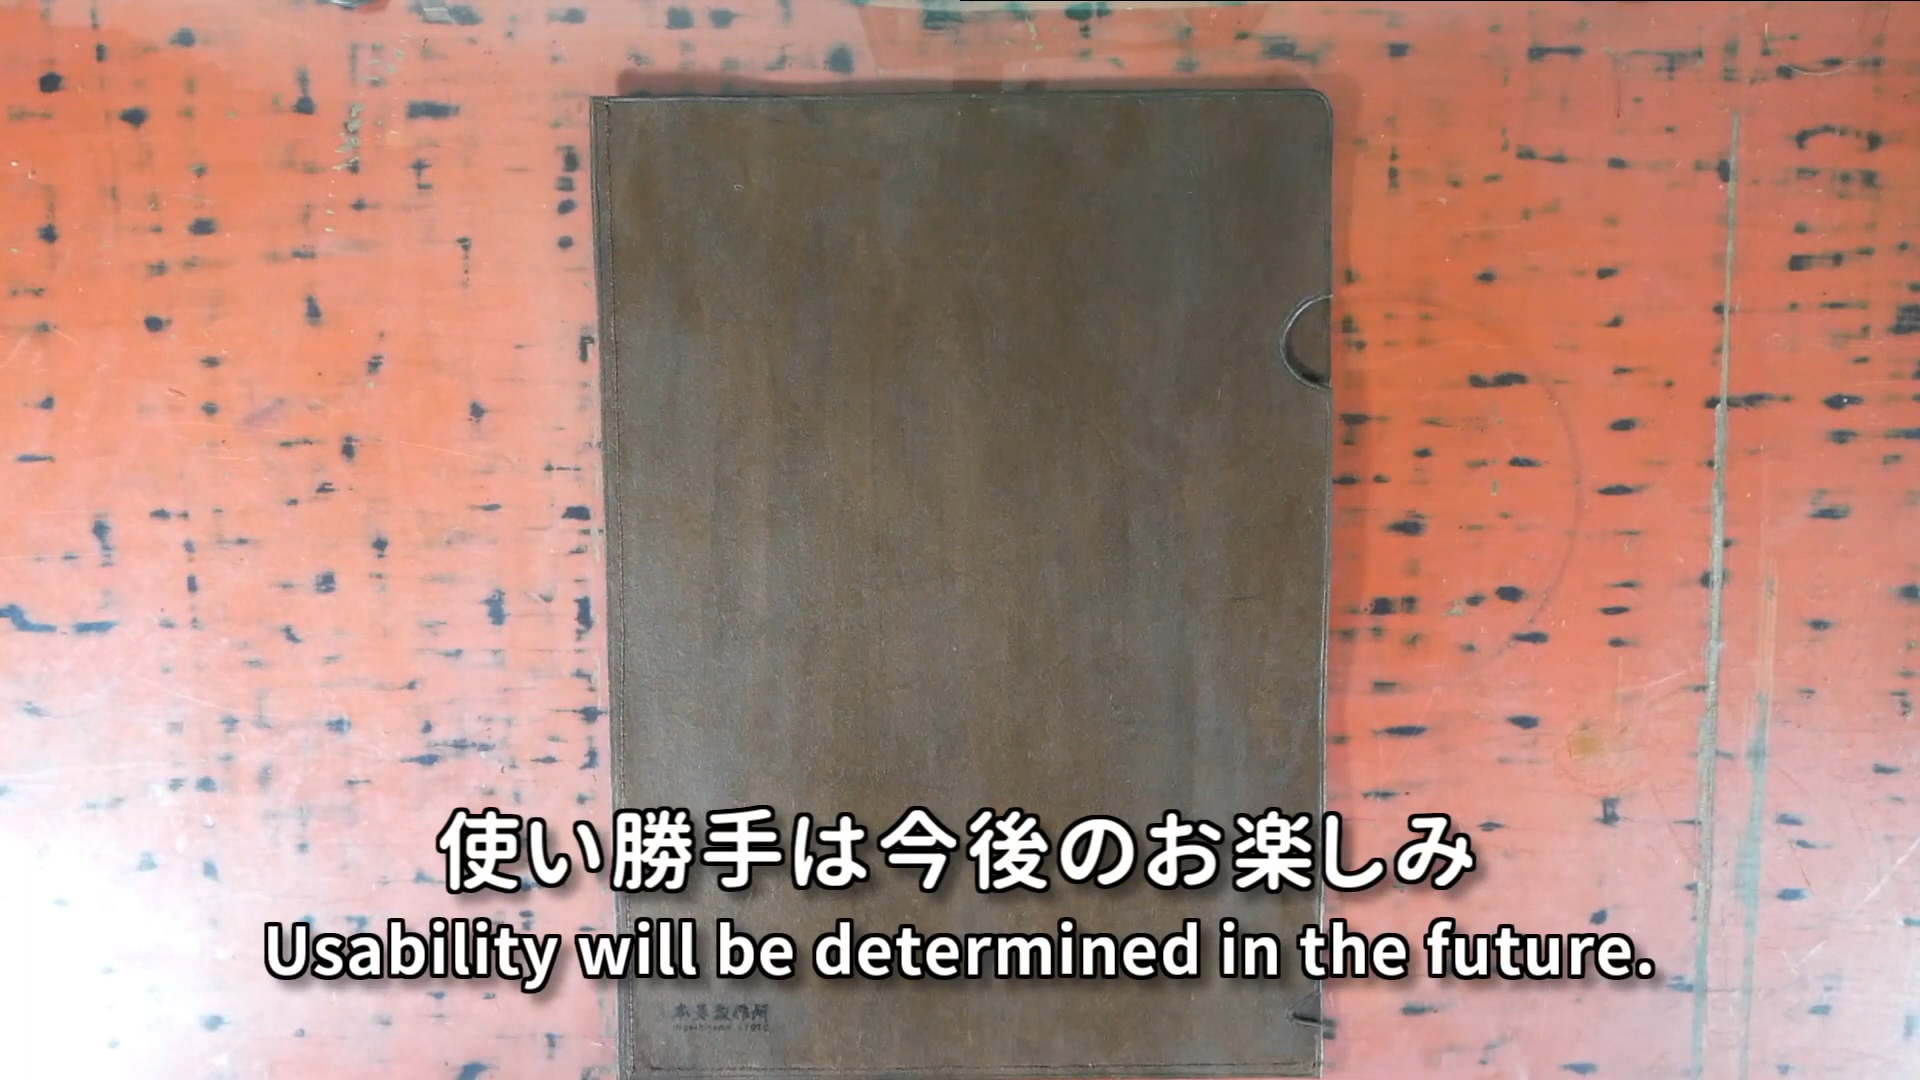 使い勝手は今後のお楽しみ
Usability will be determined in the future.